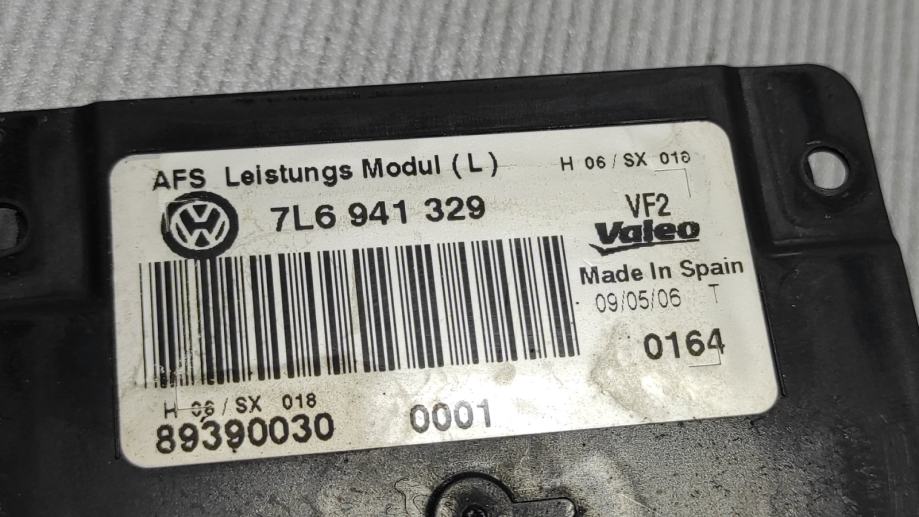 AFS Leistungs Modul (L)
H 06 / SX 018
7L6 941 329
VF2
Valeo
Made In Spain
09/05/06 T
0164
H 06 / SX 018
89390030 0001